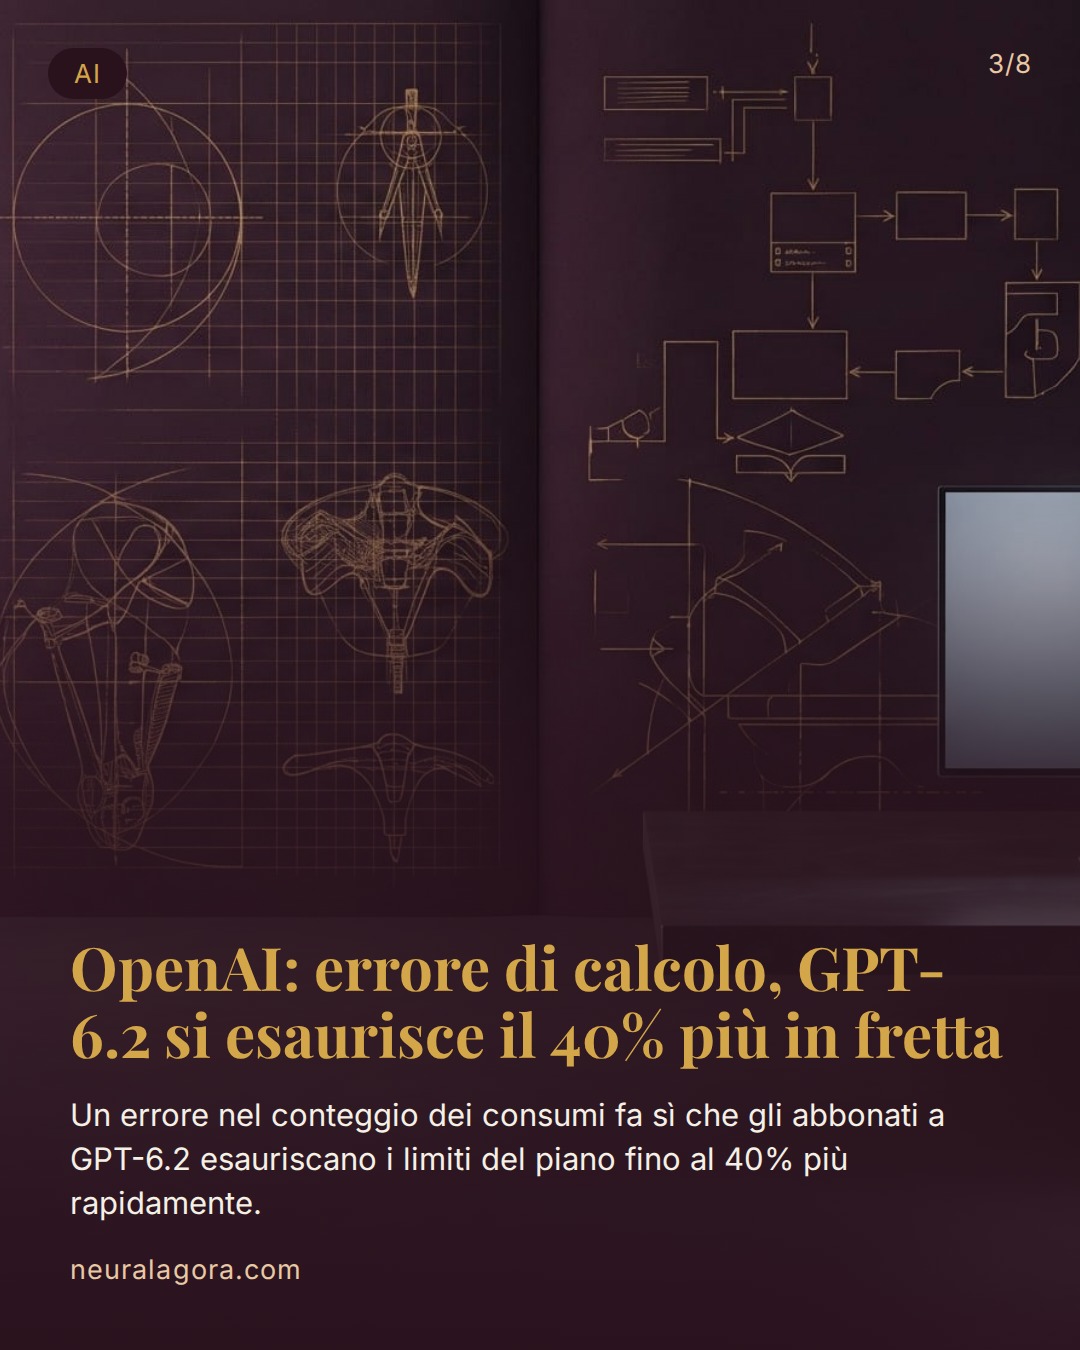 AI
3/8
OpenAI: errore di calcolo, GPT-
6.2 si esaurisce il 40% più in fretta
Un errore nel conteggio dei consumi fa sì che gli abbonati a
GPT-6.2 esauriscano i limiti del piano fino al 40% più
rapidamente.
neuralagora.com